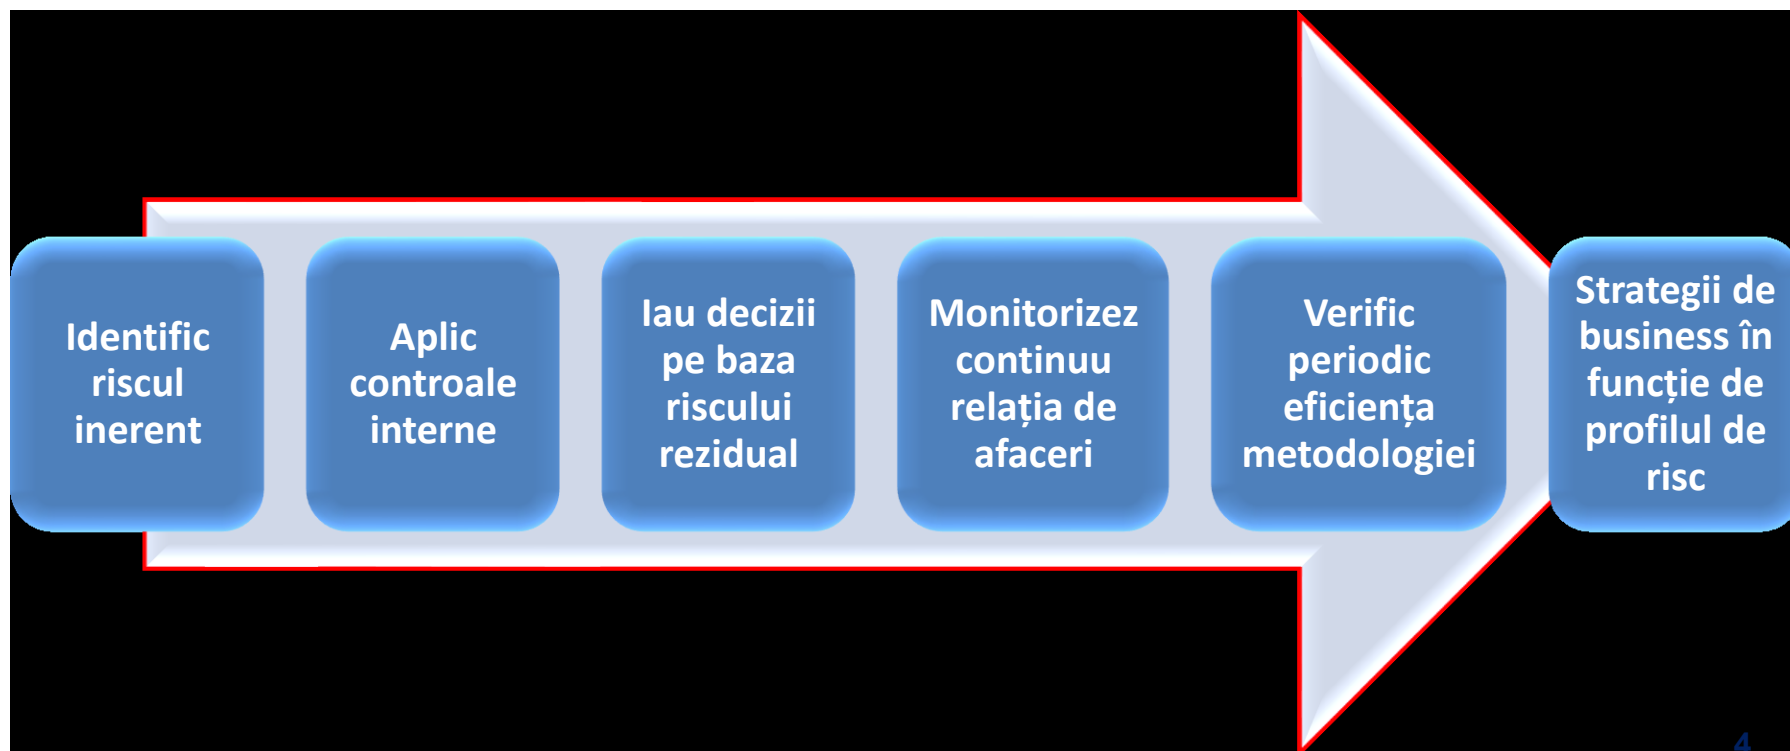 Identific
riscul
inerent
Aplic
controale
interne
Iau decizii
pe baza
riscului
rezidual
Monitorizez
continuu
relația de
afaceri
Verific
periodic
eficiența
metodologiei
Strategii de
business în
funcție de
profilul de
risc
4